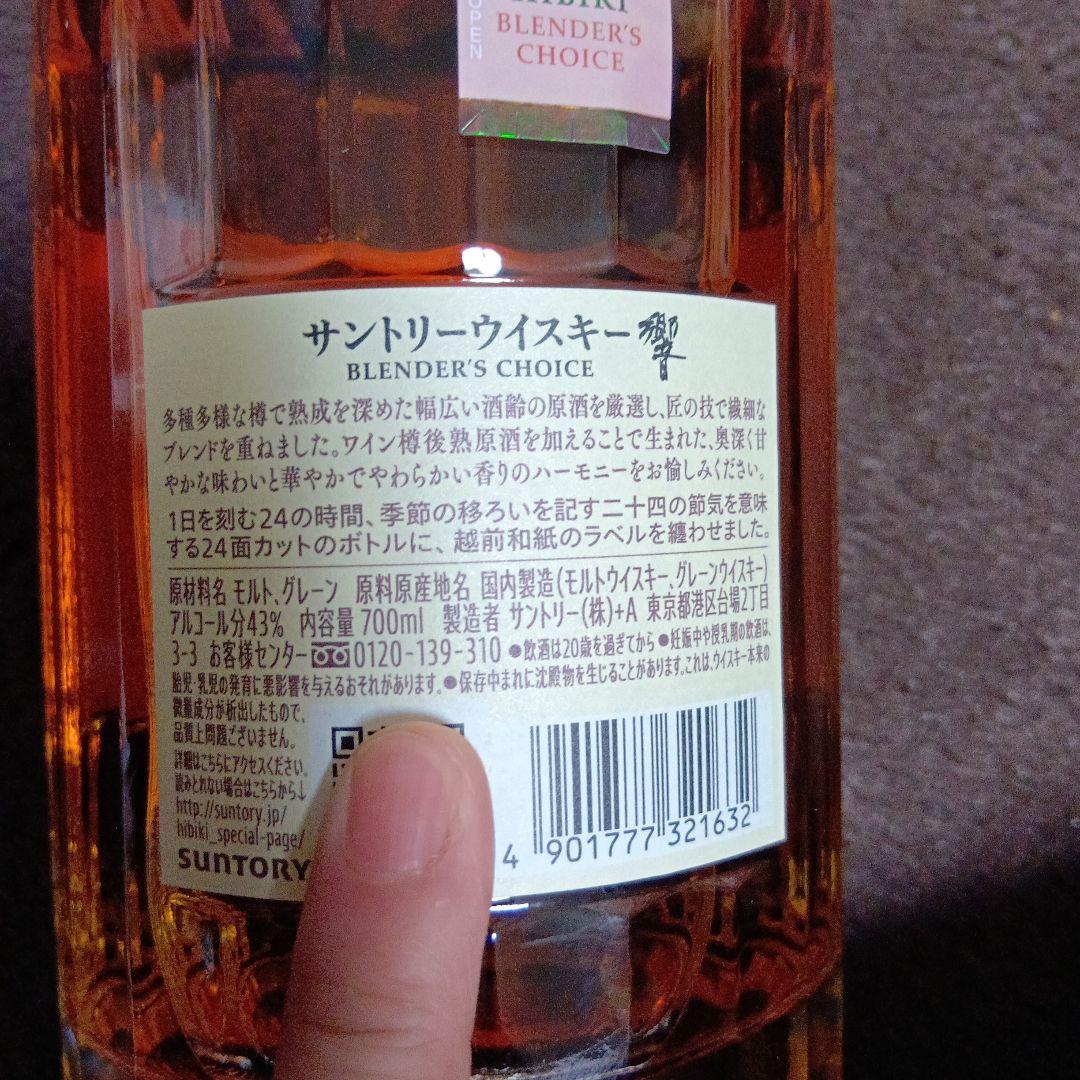 OPEN
HIBIKI
BLENDER'S
CHOICE
サントリーウイスキー 響
BLENDER'S CHOICE
多種多様な樽で熟成を深めた幅広い酒齢の原酒を厳選し、匠の技で繊細な
ブレンドを重ねました。ワイン樽後熟原酒を加えることで生まれた、奥深く甘
やかな味わいと華やかでやわらかい香りのハーモニーをお愉しみください。
1日を刻む24の時間、季節の移ろいを記す二十四の節気を意味
する24面カットのボトルに、越前和紙のラベルを纏わせました。
原材料名 モルト、グレーン 原料原産地名 国内製造(モルトウイスキー、グレーンウイスキー)
アルコール分43% 内容量 700ml 製造者 サントリー(株)+A 東京都港区台場2丁目
3-3 お客様センター 0120-139-310 ●飲酒は20歳を過ぎてから ●妊娠中や授乳期の飲酒は、
胎児・乳児の発育に悪影響を与えるおそれがあります。●保存中まれに沈殿物を生じることがあります。これは、ウイスキー本来の
微量成分が析出したもので、
品質上問題ございません。
詳細はこちらにアクセスください。
読みとれない場合はこちらから↓
http://suntory.jp/
hibiki_special-page/
SUNTORY
4 901777 321632